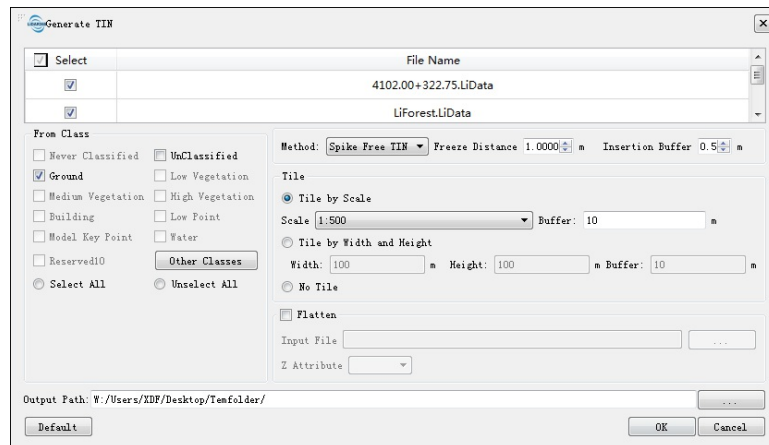 Generate TIN
Select File Name
4102.00+322.75.LiData
LiForest.LiData
From Class
Never Classified UnClassified
Ground Low Vegetation
Medium Vegetation High Vegetation
Building Low Point
Model Key Point Water
Reserved10 Other Classes
Select All Unselect All
Method: Spike Free TIN Freeze Distance 1.0000 m Insertion Buffer 0.5 m
Tile
Tile by Scale
Scale 1:500 Buffer: 10 m
Tile by Width and Height
Width: 100 m Height: 100 m Buffer: 10 m
No Tile
Flatten
Input File ...
Z Attribute
Output Path: W:/Users/XDF/Desktop/Temfolder/ ...
Default OK Cancel